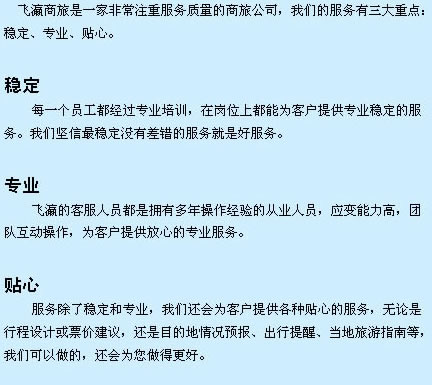 飞瀛商旅是一家非常注重服务质量的商旅公司，我们的服务有三大重点：
稳定、专业、贴心。
稳定
每一个员工都经过专业培训，在岗位上都能为客户提供专业稳定的服
务。我们坚信最稳定没有差错的服务就是好服务。
专业
飞瀛的客服人员都是拥有多年操作经验的从业人员，应变能力高，团
队互动操作，为客户提供放心的专业服务。
贴心
服务除了稳定和专业，我们还会为客户提供各种贴心的服务，无论是
行程设计或票价建议，还是目的地情况预报、出行提醒、当地旅游指南等，
我们可以做的，还会为您做得更好。